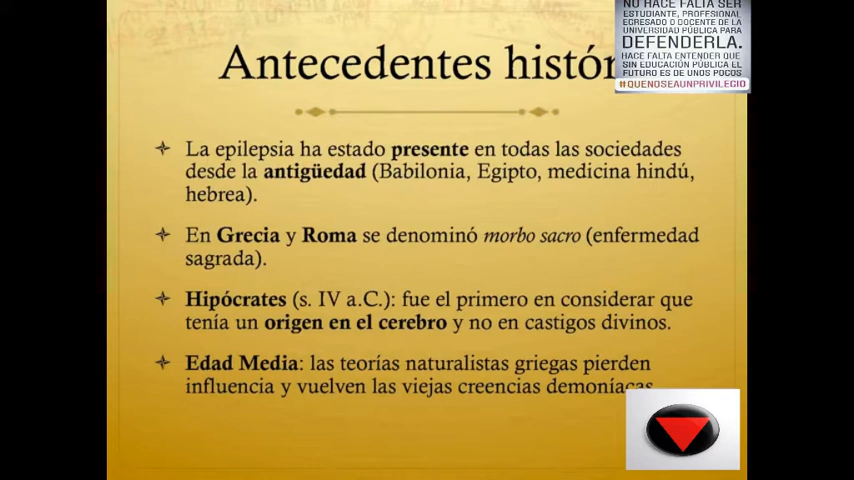 NO HACE FALTA SER
ESTUDIANTE, PROFESIONAL
EGRESADO O DOCENTE DE LA
UNIVERSIDAD PÚBLICA PARA
DEFENDERLA.
HACE FALTA ENTENDER QUE
SIN EDUCACIÓN PÚBLICA EL
FUTURO ES DE UNOS POCOS
#QUENOSEAUNPRIVILEGIO
Antecedentes histór
La epilepsia ha estado presente en todas las sociedades
desde la antigüedad (Babilonia, Egipto, medicina hindú,
hebrea).
En Grecia y Roma se denominó morbo sacro (enfermedad
sagrada).
Hipócrates (s. IV a.C.): fue el primero en considerar que
tenía un origen en el cerebro y no en castigos divinos.
Edad Media: las teorías naturalistas griegas pierden
influencia y vuelven las viejas creencias demoníacas